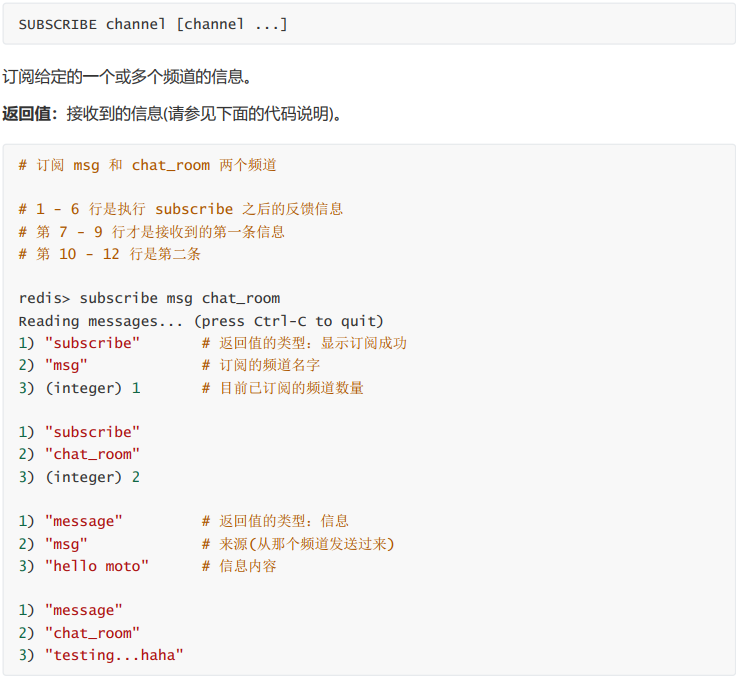 SUBSCRIBE channel [channel ...]
订阅给定的一个或多个频道的信息。
返回值：接收到的信息(请参见下面的代码说明)。
# 订阅 msg 和 chat_room 两个频道
# 1 - 6 行是执行 subscribe 之后的反馈信息
# 第 7 - 9 行才是接收到的第一条信息
# 第 10 - 12 行是第二条
redis> subscribe msg chat_room
Reading messages... (press Ctrl-C to quit)
1) "subscribe"       # 返回值的类型：显示订阅成功
2) "msg"             # 订阅的频道名字
3) (integer) 1       # 目前已订阅的频道数量
1) "subscribe"
2) "chat_room"
3) (integer) 2
1) "message"         # 返回值的类型：信息
2) "msg"             # 来源(从那个频道发送过来)
3) "hello moto"      # 信息内容
1) "message"
2) "chat_room"
3) "testing...haha"